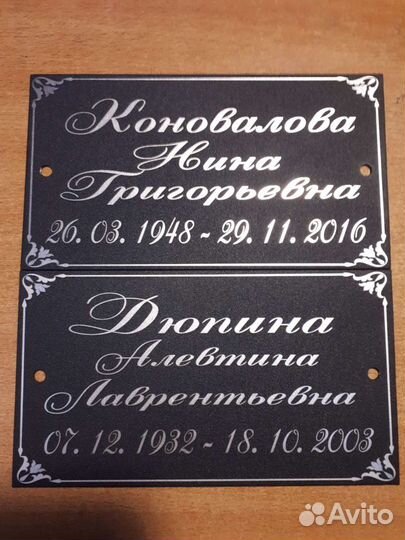 Коновалова
Нина
Григорьевна
26. 03. 1948 - 29. 11. 2016
Дюпина
Алевтина
Лаврентьевна
07. 12. 1932 - 18. 10. 2003
Avito